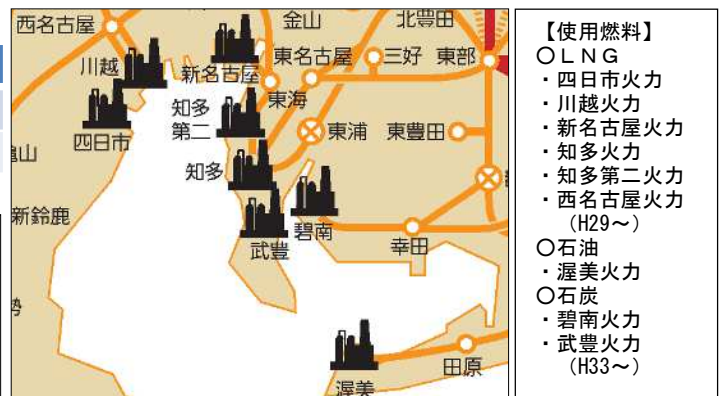 西名古屋
金山
北豊田
川越
新名古屋
東名古屋
三好
東部
東海
知多
第二
四日市
東浦
東豊田
亀山
知多
新鈴鹿
碧南
武豊
幸田
勢
田原
渥美
【使用燃料】
○ＬＮＧ
・四日市火力
・川越火力
・新名古屋火力
・知多火力
・知多第二火力
・西名古屋火力
（H29～）
○石油
・渥美火力
○石炭
・碧南火力
・武豊火力
（H33～）